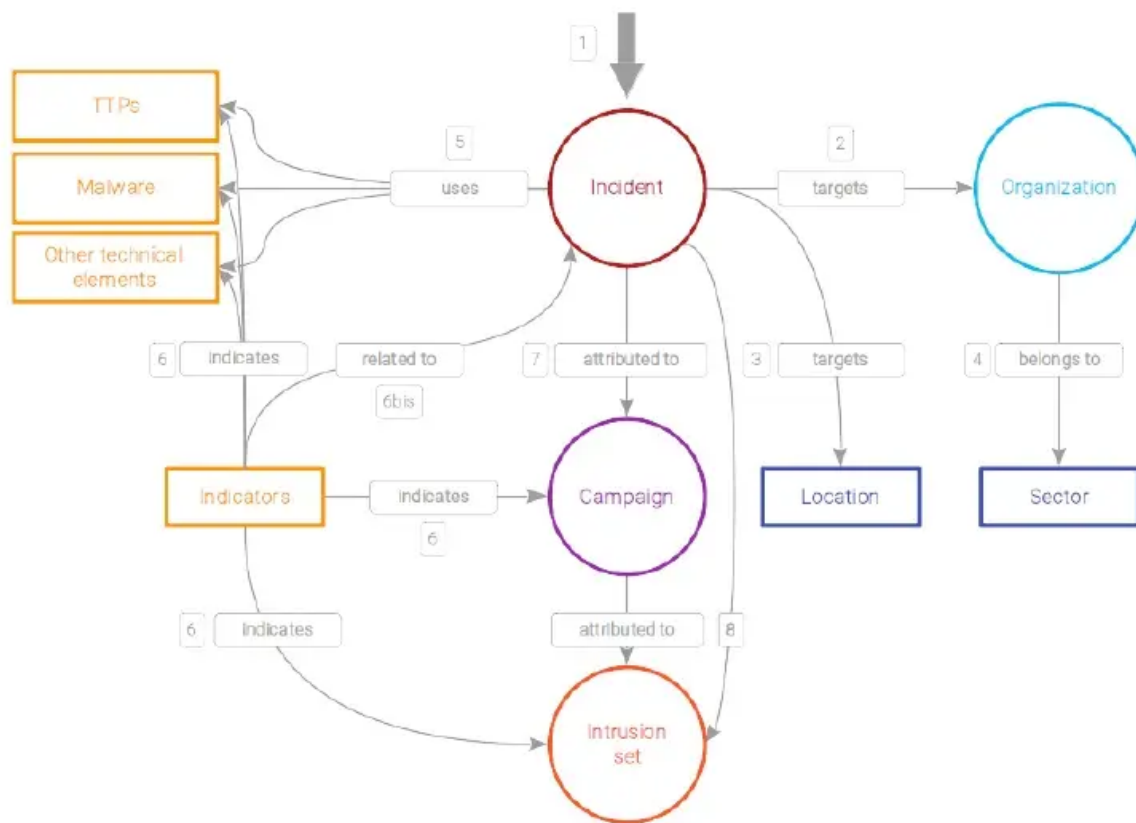 1
TTPs
5
2
Malware
uses
Incident
targets
Organization
Other technical
elements
6
indicates
related to
7
attributed to
3
targets
4
belongs to
6bis
Indicators
indicates
Campaign
Location
Sector
6
6
indicates
attributed to
8
Intrusion
set